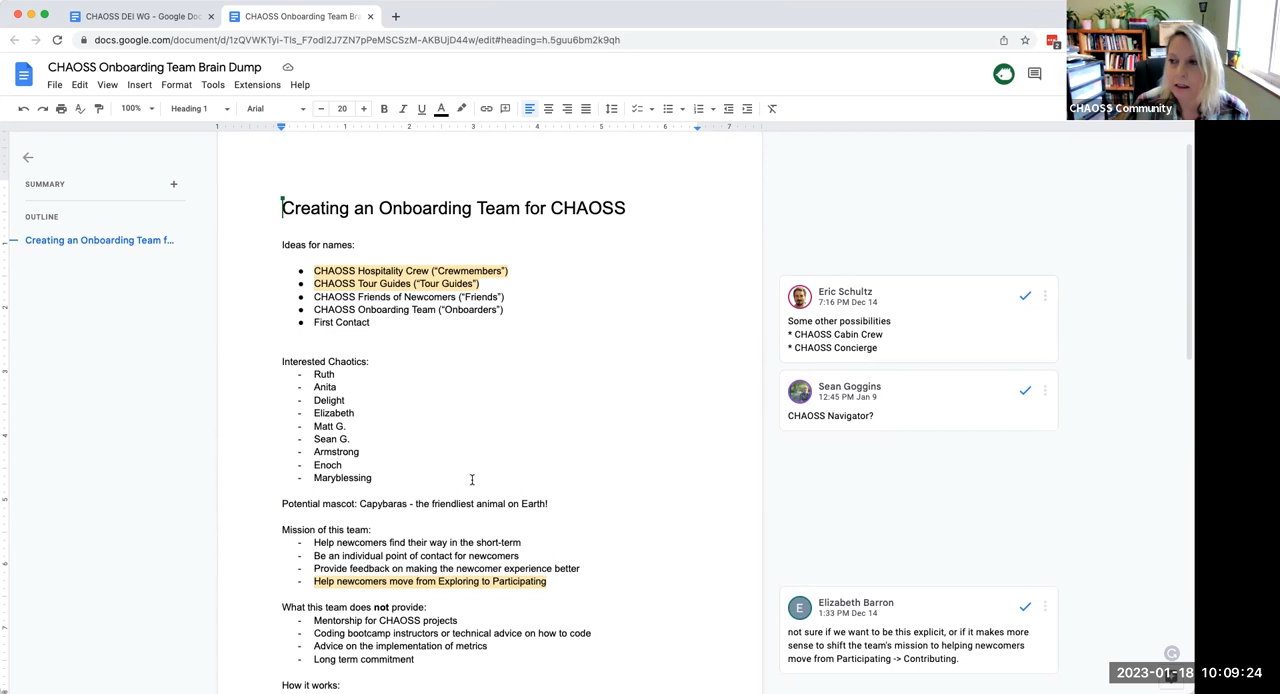 CHAOSS DEI WG - Google Doc
CHAOSS Onboarding Team Bra
docs.google.com/document/d/1zQVWKTyi-TIs_F7odI2J7ZN7pPeMSCSzM-AKBUjD44w/edit#heading=h.5guu6bm2k9qh
2
CHAOSS Onboarding Team Brain Dump
File Edit View Insert Format Tools Extensions Help
CHAOSS Community
100% Heading 1 Arial 20
1 1 2 3 4 5 6 7
SUMMARY
OUTLINE
Creating an Onboarding Team f...
Creating an Onboarding Team for CHAOSS
Ideas for names:
● CHAOSS Hospitality Crew (“Crewmembers”)
● CHAOSS Tour Guides (“Tour Guides”)
● CHAOSS Friends of Newcomers (“Friends”)
● CHAOSS Onboarding Team (“Onboarders”)
● First Contact
Interested Chaotics:
- Ruth
- Anita
- Delight
- Elizabeth
- Matt G.
- Sean G.
- Armstrong
- Enoch
- Maryblessing
Potential mascot: Capybaras - the friendliest animal on Earth!
Mission of this team:
- Help newcomers find their way in the short-term
- Be an individual point of contact for newcomers
- Provide feedback on making the newcomer experience better
- Help newcomers move from Exploring to Participating
What this team does not provide:
- Mentorship for CHAOSS projects
- Coding bootcamp instructors or technical advice on how to code
- Advice on the implementation of metrics
- Long term commitment
How it works:
Eric Schultz
7:16 PM Dec 14
Some other possibilities
* CHAOSS Cabin Crew
* CHAOSS Concierge
Sean Goggins
12:45 PM Jan 9
CHAOSS Navigator?
E
Elizabeth Barron
1:33 PM Dec 14
not sure if we want to be this explicit, or if it makes more
sense to shift the team's mission to helping newcomers
move from Participating -> Contributing.
2023-01-18 10:09:24